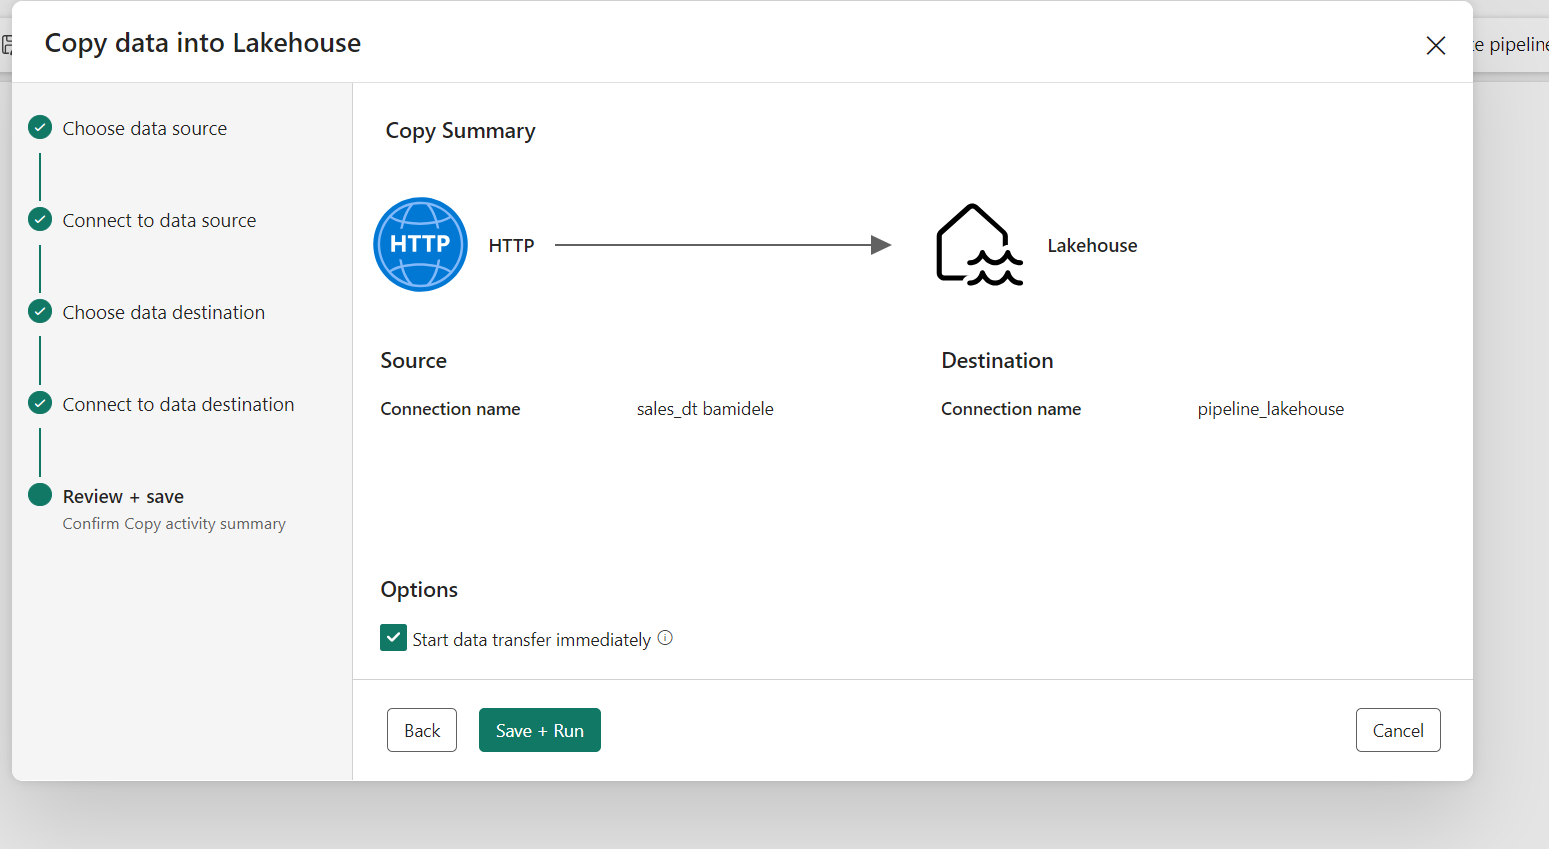 Copy data into Lakehouse
e pipeline
Choose data source
Connect to data source
Choose data destination
Connect to data destination
Review + save
Confirm Copy activity summary
Copy Summary
HTTP
HTTP
Lakehouse
Source
Connection name sales_dt bamidele
Destination
Connection name pipeline_lakehouse
Options
Start data transfer immediately
Back
Save + Run
Cancel